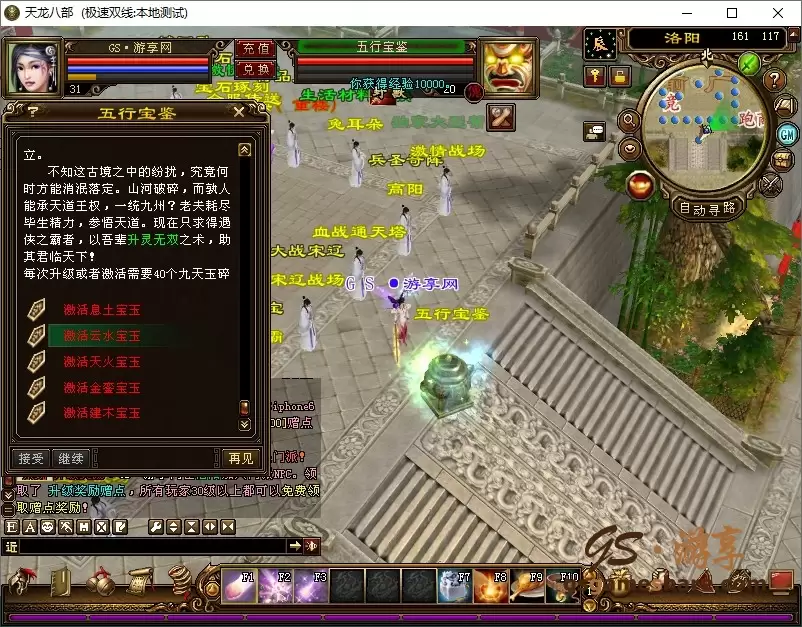 天龙八部 (极速双线:本地测试)
GS·游享网
充值
兑换
五行宝鉴
31
20
你获得经验10000
洛阳
161 117
北
自动寻路
GM
五行宝鉴
立。
不知这古境之中的纷扰，究竟何
时方能消泯落定。山河破碎，而孰人
能承天道王权，一统九州？老夫耗尽
毕生精力，参悟天道。现在只求得遇
侠之霸者，以吾辈升灵无双之术，助
其君临天下！
每次升级或者激活需要40个九天玉碎
激活息土宝玉
激活云水宝玉
激活天火宝玉
激活金銮宝玉
激活建木宝玉
接受
继续
再见
兔耳朵
激情战场
兵圣奇阵
高阳
血战通天塔
大战宋辽
宋辽战场
GS
游享网
五行宝鉴
iphone6
取了 升级奖励赠点，所有玩家30级以上都可以免费领
取赠点奖励！
近
F1
F2
F3
F7
F8
F9
F10
1
GS·游享